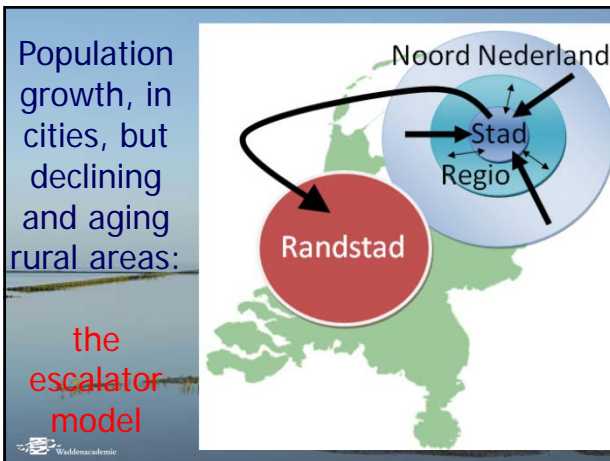 Population
growth, in
cities, but
declining
and aging
rural areas:
the
escalator
model
Waddenacademie
Noord Nederland
Stad
Regio
Randstad